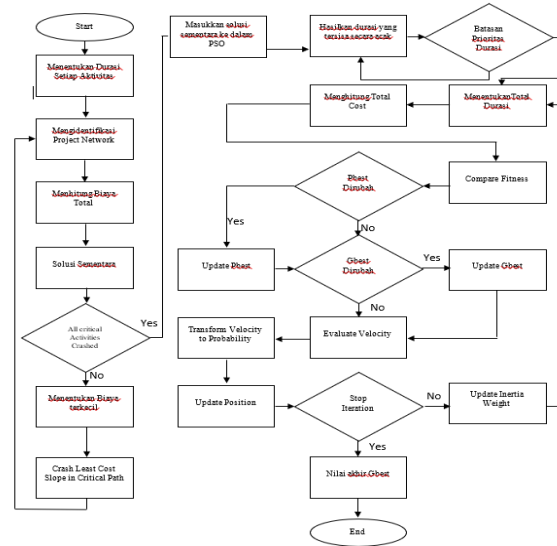 Start
Menentukan Durasi
Setiap Aktivitas
Mengidentifikasi
Project Network
Menhitung Biaya
Total
Solusi Sementara
All critical
Activities
Crashed
Yes
No
Menentukan Biaya
terkecil
Crash Least Cost
Slope in Critical Path
Masukkan solusi
sementara ke dalam
PSO
Hasilkan durasi yang
tersisa secara acak
Batasan
Prioritas
Durasi
Menghitung Total
Cost
Menentukan Total
Durasi
Compare Fitness
Pbest
Dirubah
Yes
No
Update Pbest
Gbest
Dirubah
Yes
Update Gbest
No
Transform Velocity
to Probability
Evaluate Velocity
Update Position
Stop
Iteration
No
Update Inertia
Weight
Yes
Nilai akhir Gbest
End